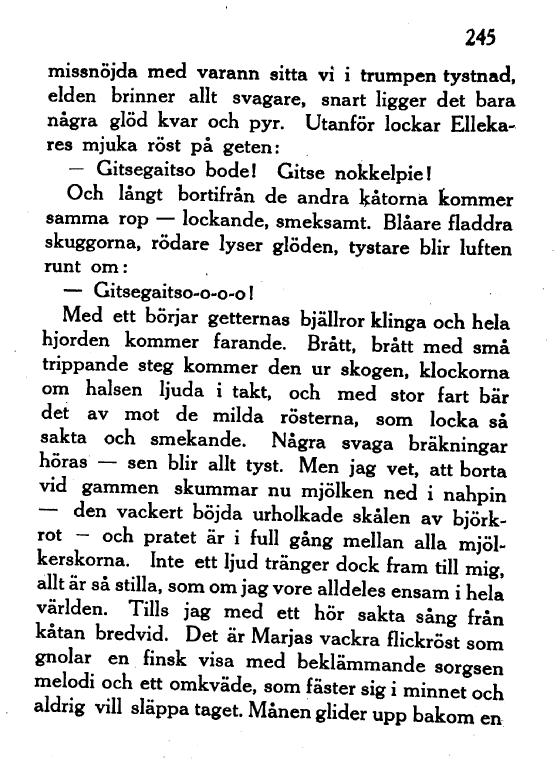 245
missnöjda med varann sitta vi i trumpen tystnad,
elden brinner allt svagare, snart ligger det bara
några glöd kvar och pyr. Utanför lockar Elleka-
res mjuka röst på geten:
— Gitsegaitso bode! Gitse nokkelpie!
Och långt bortifrån de andra kåtorna kommer
samma rop — lockande, smeksamt. Blåare fladdra
skuggorna, rödare lyser glöden, tystare blir luften
runt om:
— Gitsegaitso-o-o-o!
Med ett börjar getternas bjällror klinga och hela
hjorden kommer farande. Brått, brått med små
trippande steg kommer den ur skogen, klockorna
om halsen ljuda i takt, och med stor fart bär
det av mot de milda rösterna, som locka så
sakta och smekande. Några svaga bräkningar
höras — sen blir allt tyst. Men jag vet, att borta
vid gammen skummar nu mjölken ned i nahpin
— den vackert böjda urholkade skålen av björk-
rot — och pratet är i full gång mellan alla mjöl-
kerskorna. Inte ett ljud tränger dock fram till mig,
allt är så stilla, som om jag vore alldeles ensam i hela
världen. Tills jag med ett hör sakta sång från
kåtan bredvid. Det är Marjas vackra flickröst som
gnolar en finsk visa med beklämmande sorgsen
melodi och ett omkväde, som fäster sig i minnet och
aldrig vill släppa taget. Månen glider upp bakom en